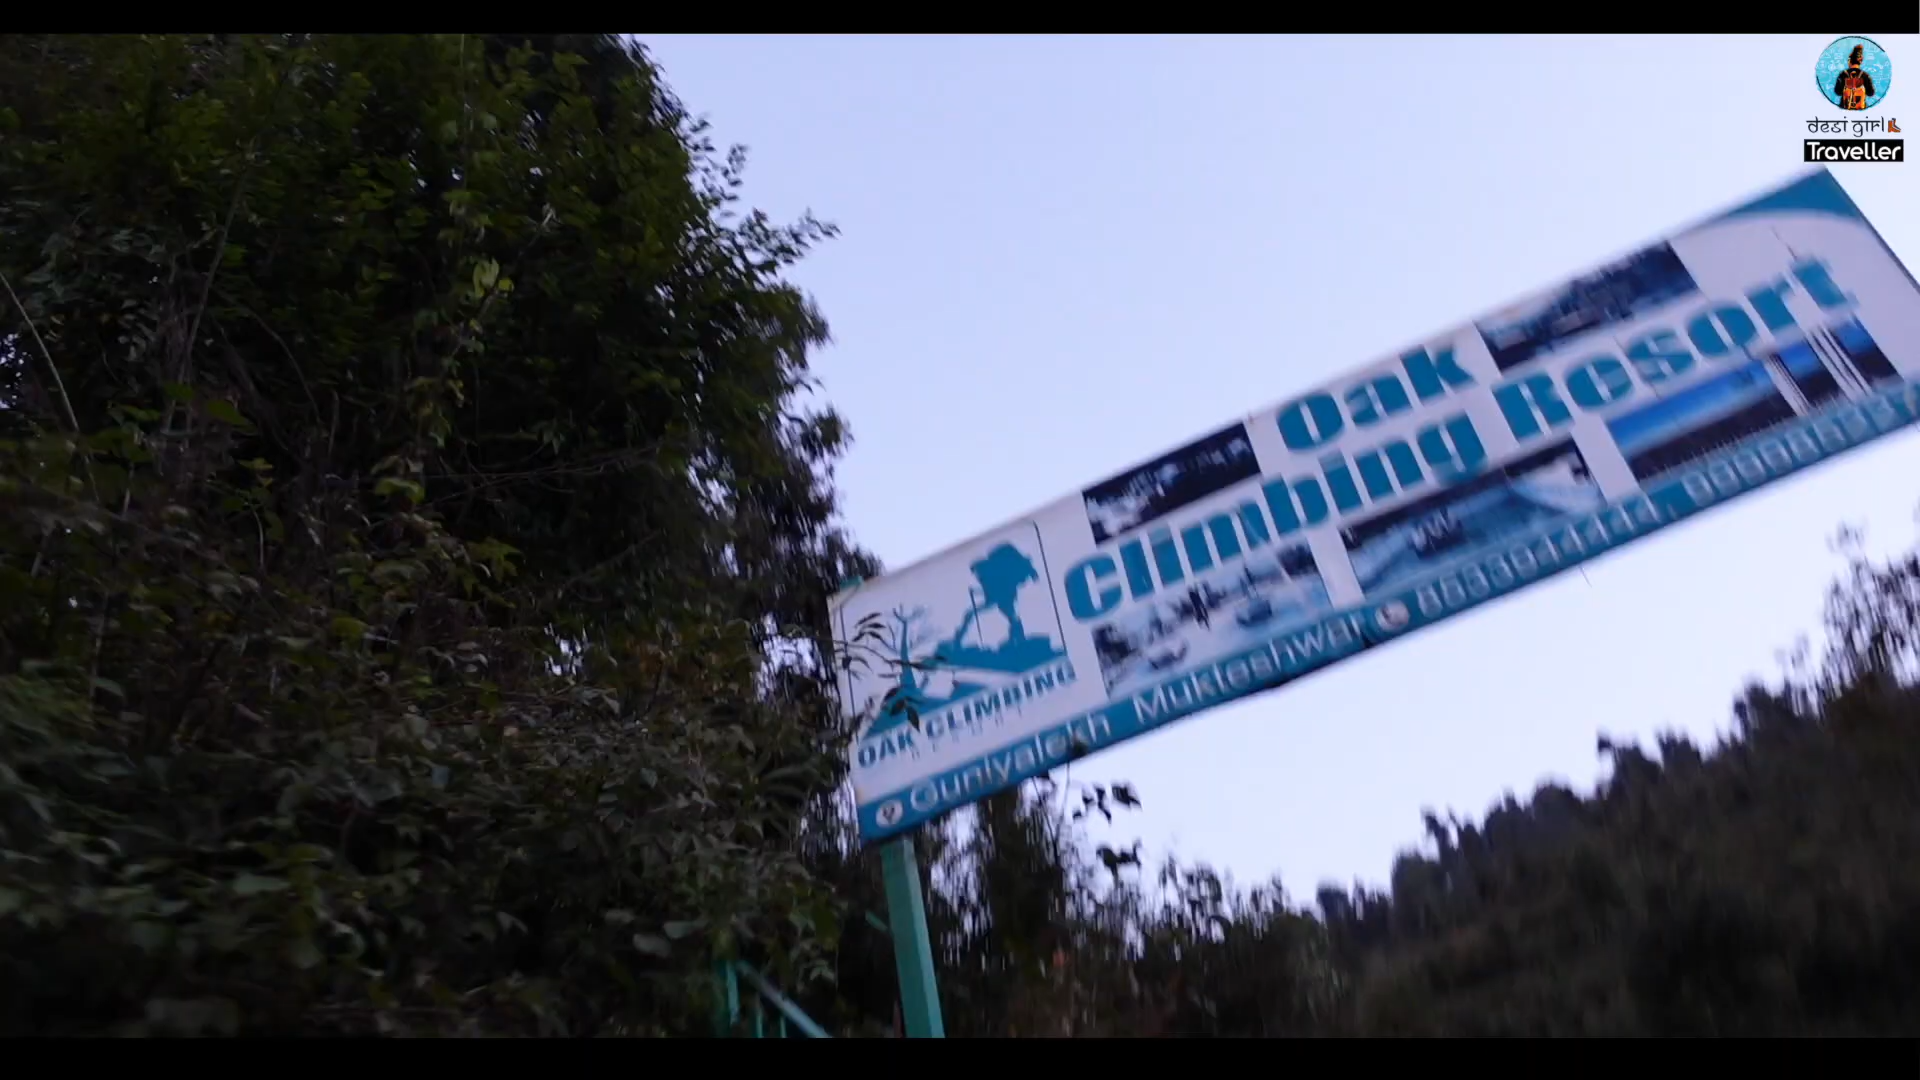 desi girl
Traveller
Oak
Climbing Resort
OAK CLIMBING
Guniyalekh Mukteshwar